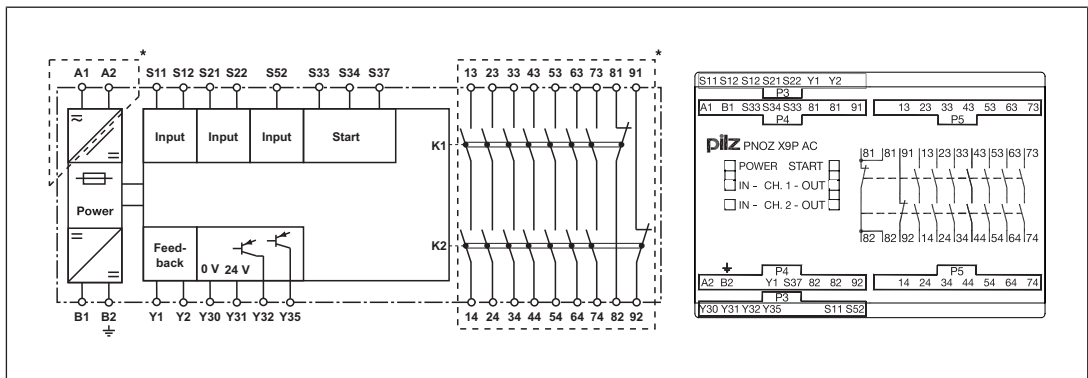 * *
A1 A2 S11 S12 S21 S22 S52 S33 S34 S37 13 23 33 43 53 63 73 81 91
Input Input Input Start
K1
Power
K2
Feed-
back
0 V 24 V
B1 B2 Y1 Y2 Y30 Y31 Y32 Y35 14 24 34 44 54 64 74 82 92
S11 S12 S12 S21 S22 Y1 Y2
P3
A1 B1 S33 S34 S33 81 81 91 13 23 33 43 53 63 73
P4 P5
pilz PNOZ X9P AC
81 81 91 13 23 33 43 53 63 73
POWER START
IN - CH. 1 - OUT
IN - CH. 2 - OUT
82 82 92 14 24 34 44 54 64 74
P4 P5
A2 B2 Y1 S37 82 82 92 14 24 34 44 54 64 74
P3
Y30 Y31 Y32 Y35 S11 S52